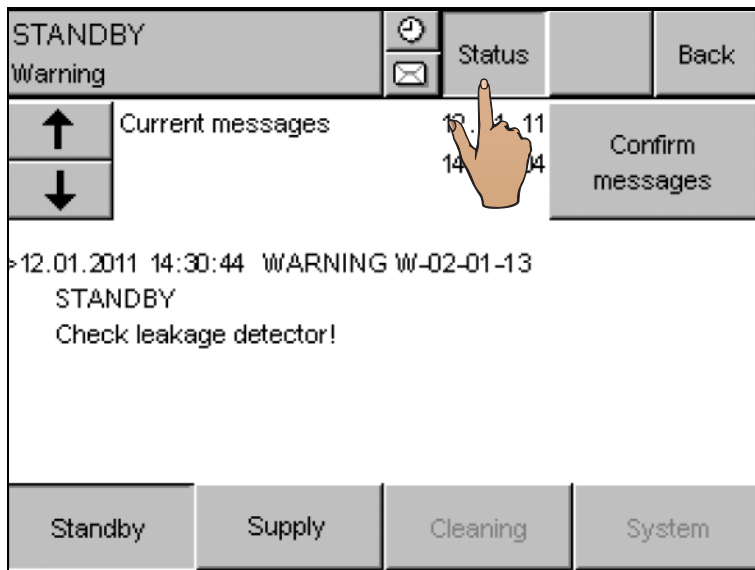 STANDBY
Warning
Status
Back
Current messages
11
14
04
Confirm
messages
>12.01.2011 14:30:44 WARNING W-02-01-13
STANDBY
Check leakage detector!
Standby
Supply
Cleaning
System